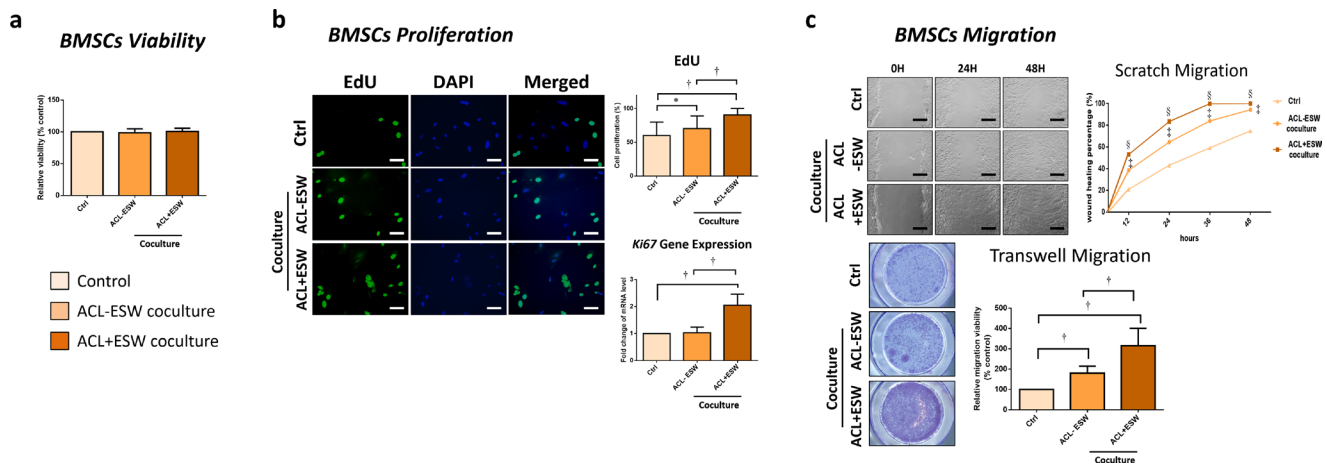 a
BMSCs Viability
Relative viability (% control)
150
100
50
0
Ctrl
ACL-ESW
ACL+ESW
Coculture
Control
ACL-ESW coculture
ACL+ESW coculture
b
BMSCs Proliferation
EdU
DAPI
Merged
Ctrl
ACL-ESW
ACL+ESW
Coculture
EdU
†
†
*
Cell proliferation (%)
150
100
50
0
Ctrl
ACL-ESW
ACL+ESW
Coculture
Ki67 Gene Expression
†
†
Fold change of mRNA level
3
2
1
0
Ctrl
ACL- ESW
ACL+ESW
Coculture
c
BMSCs Migration
0H
24H
48H
Ctrl
ACL
-ESW
ACL
+ESW
Coculture
Scratch Migration
wound healing percentage (%)
100
80
60
40
20
0
§
§
§
§
‡
‡
‡
‡
12
24
36
48
hours
Ctrl
ACL-ESW
coculture
ACL+ESW
coculture
Ctrl
ACL-ESW
ACL+ESW
Coculture
Transwell Migration
†
†
†
Relative migration viability
(% control)
500
400
300
200
100
0
Ctrl
ACL- ESW
ACL+ESW
Coculture